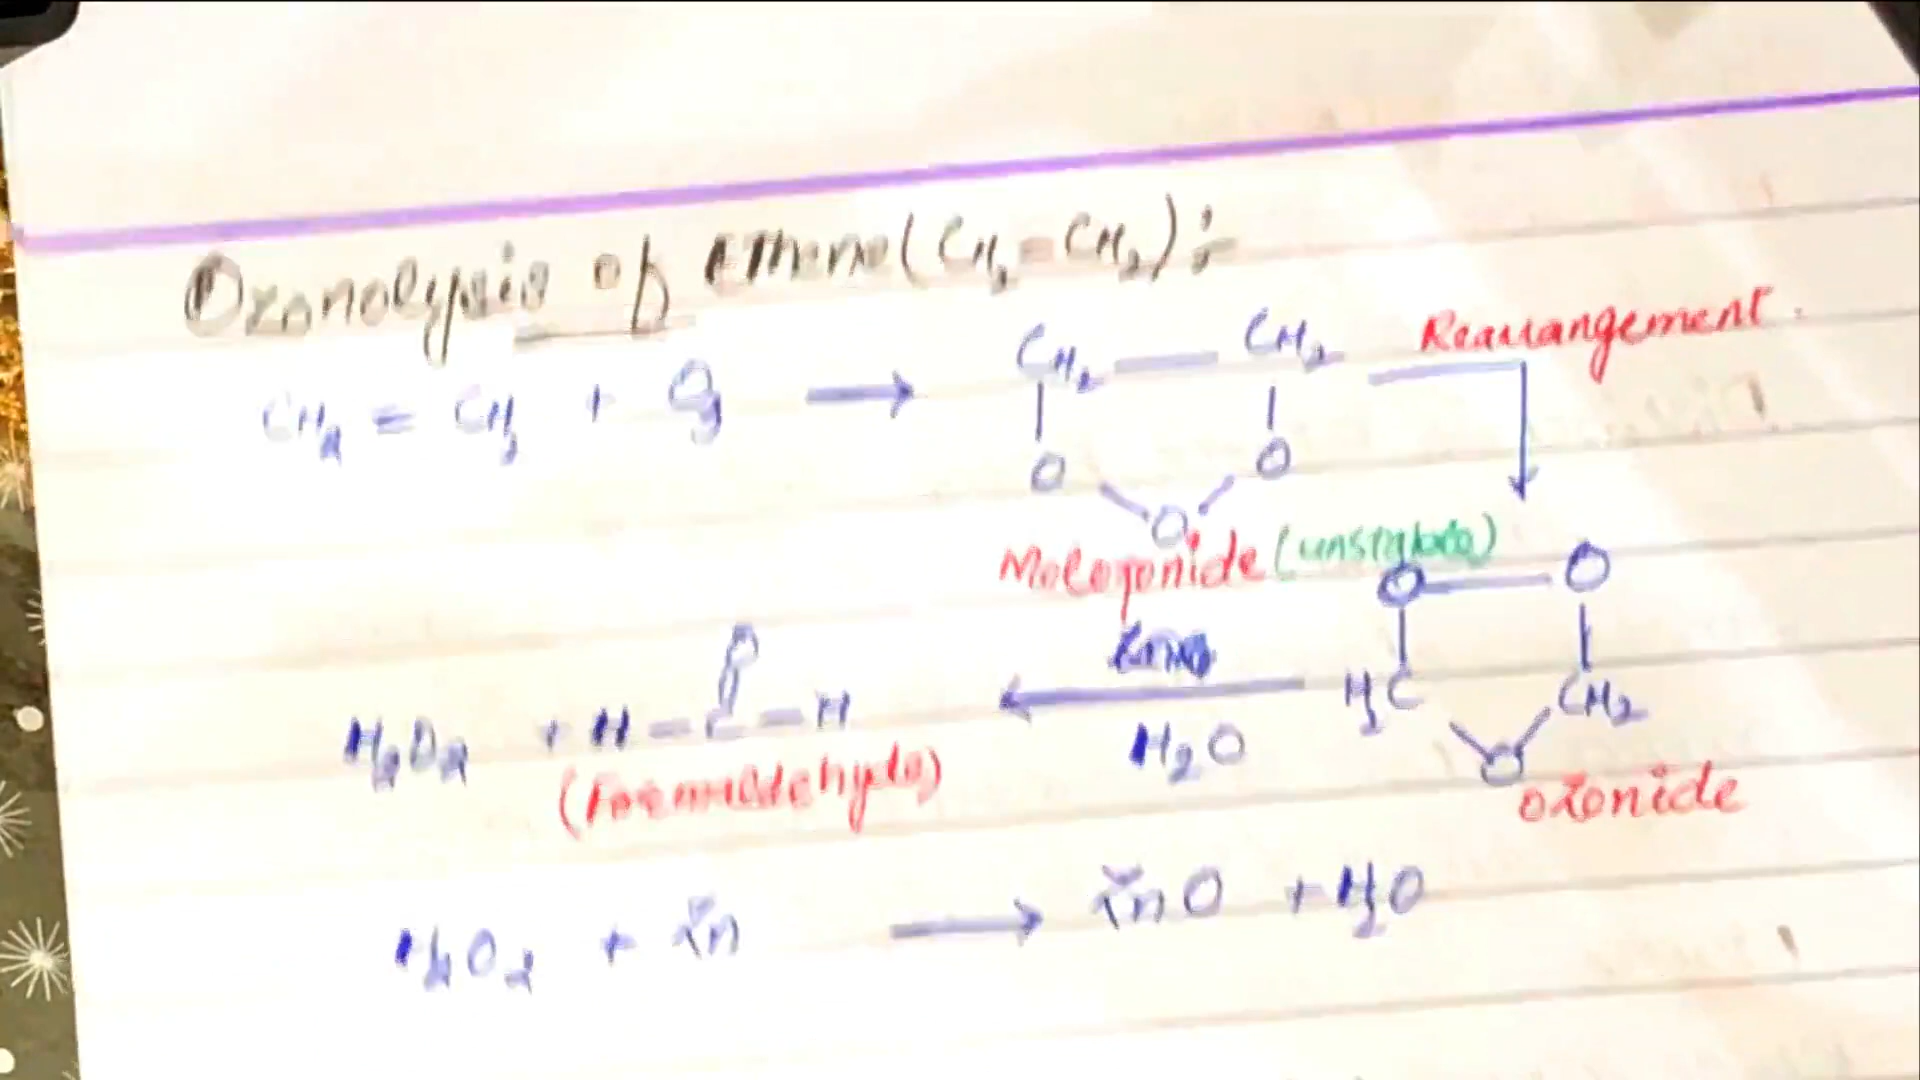 Ozonolysis of Ethene (CH2=CH2):-
CH2 = CH2 + O3 → CH2 — CH2 Rearrangement.
O O
O
Molozonide (unstable)
O — O
H2O2 + H - C - H
O
H2C CH2
H2O
O
(Formaldehyde)
ozonide
H2O2 + Zn → ZnO + H2O